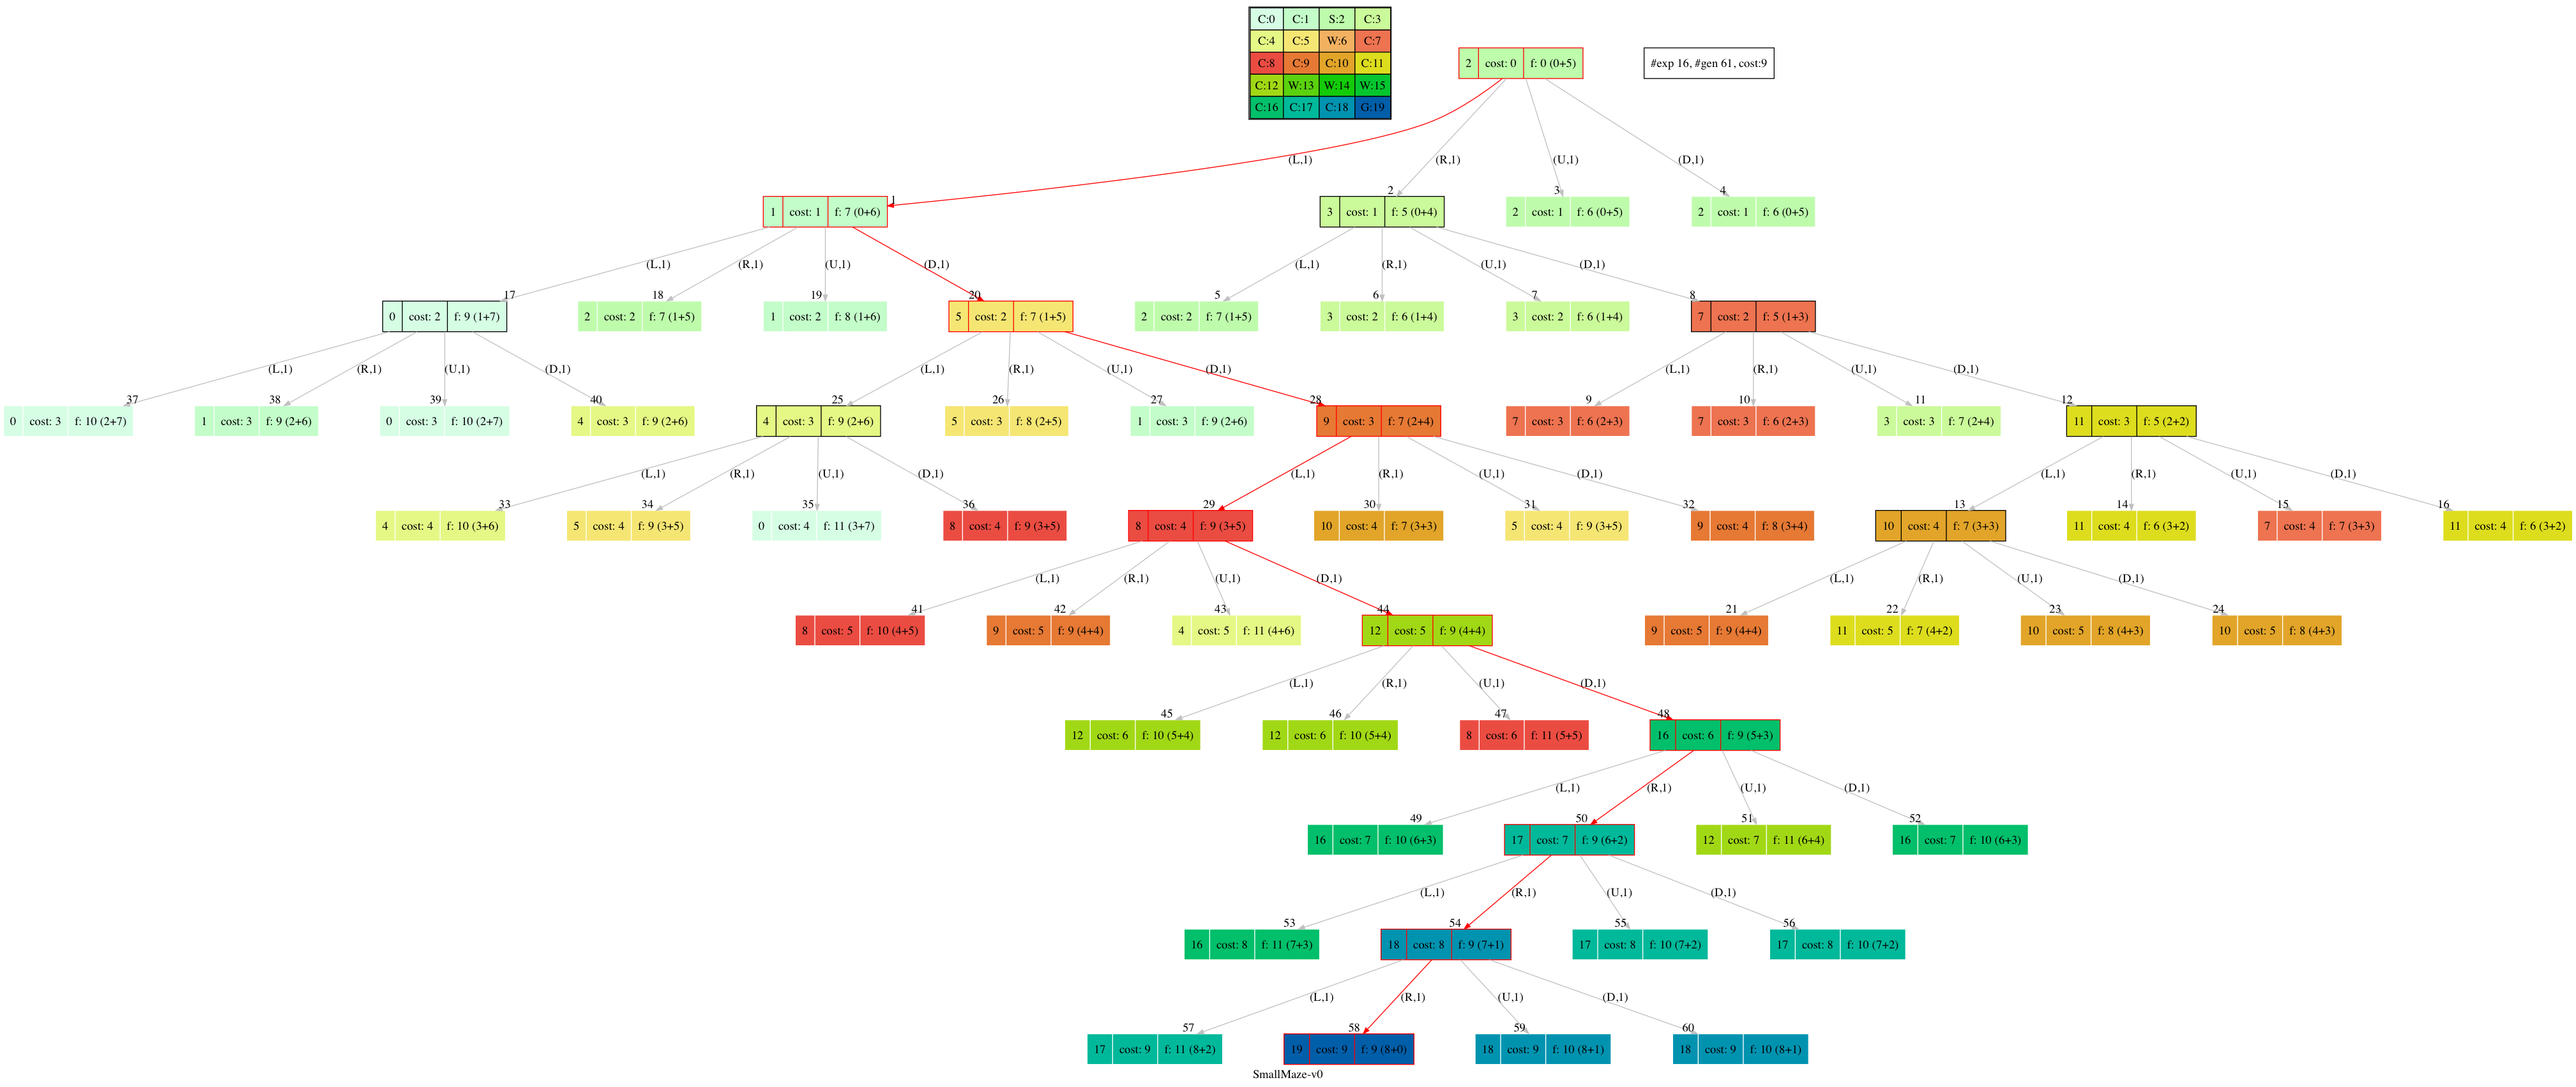 C:0 C:1 S:2 C:3
C:4 C:5 W:6 C:7
C:8 C:9 C:10 C:11
C:12 W:13 W:14 W:15
C:16 C:17 C:18 G:19
2 cost: 0 f: 0 (0+5)
#exp 16, #gen 61, cost:9
(L,1) (R,1) (U,1) (D,1)
1 2 3 4
1 cost: 1 f: 7 (0+6)
3 cost: 1 f: 5 (0+4)
2 cost: 1 f: 6 (0+5)
2 cost: 1 f: 6 (0+5)
(L,1) (R,1) (U,1) (D,1) (L,1) (R,1) (U,1) (D,1)
17 18 19 20 5 6 7 8
0 cost: 2 f: 9 (1+7)
2 cost: 2 f: 7 (1+5)
1 cost: 2 f: 8 (1+6)
5 cost: 2 f: 7 (1+5)
2 cost: 2 f: 7 (1+5)
3 cost: 2 f: 6 (1+4)
3 cost: 2 f: 6 (1+4)
7 cost: 2 f: 5 (1+3)
(L,1) (R,1) (U,1) (D,1) (L,1) (R,1) (U,1) (D,1) (L,1) (R,1) (U,1) (D,1)
37 38 39 40 25 26 27 28 9 10 11 12
0 cost: 3 f: 10 (2+7)
1 cost: 3 f: 9 (2+6)
0 cost: 3 f: 10 (2+7)
4 cost: 3 f: 9 (2+6)
4 cost: 3 f: 9 (2+6)
5 cost: 3 f: 8 (2+5)
1 cost: 3 f: 9 (2+6)
9 cost: 3 f: 7 (2+4)
7 cost: 3 f: 6 (2+3)
7 cost: 3 f: 6 (2+3)
3 cost: 3 f: 7 (2+4)
11 cost: 3 f: 5 (2+2)
(L,1) (R,1) (U,1) (D,1) (L,1) (R,1) (U,1) (D,1) (L,1) (R,1) (U,1) (D,1)
33 34 35 36 29 30 31 32 13 14 15 16
4 cost: 4 f: 10 (3+6)
5 cost: 4 f: 9 (3+5)
0 cost: 4 f: 11 (3+7)
8 cost: 4 f: 9 (3+5)
8 cost: 4 f: 9 (3+5)
10 cost: 4 f: 7 (3+3)
5 cost: 4 f: 9 (3+5)
9 cost: 4 f: 8 (3+4)
10 cost: 4 f: 7 (3+3)
11 cost: 4 f: 6 (3+2)
7 cost: 4 f: 7 (3+3)
11 cost: 4 f: 6 (3+2)
(L,1) (R,1) (U,1) (D,1) (L,1) (R,1) (U,1) (D,1)
41 42 43 44 21 22 23 24
8 cost: 5 f: 10 (4+5)
9 cost: 5 f: 9 (4+4)
4 cost: 5 f: 11 (4+6)
12 cost: 5 f: 9 (4+4)
9 cost: 5 f: 9 (4+4)
11 cost: 5 f: 7 (4+2)
10 cost: 5 f: 8 (4+3)
10 cost: 5 f: 8 (4+3)
(L,1) (R,1) (U,1) (D,1)
45 46 47 48
12 cost: 6 f: 10 (5+4)
12 cost: 6 f: 10 (5+4)
8 cost: 6 f: 11 (5+5)
16 cost: 6 f: 9 (5+3)
(L,1) (R,1) (U,1) (D,1)
49 50 51 52
16 cost: 7 f: 10 (6+3)
17 cost: 7 f: 9 (6+2)
12 cost: 7 f: 11 (6+4)
16 cost: 7 f: 10 (6+3)
(L,1) (R,1) (U,1) (D,1)
53 54 55 56
16 cost: 8 f: 11 (7+3)
18 cost: 8 f: 9 (7+1)
17 cost: 8 f: 10 (7+2)
17 cost: 8 f: 10 (7+2)
(L,1) (R,1) (U,1) (D,1)
57 58 59 60
17 cost: 9 f: 11 (8+2)
19 cost: 9 f: 9 (8+0)
18 cost: 9 f: 10 (8+1)
18 cost: 9 f: 10 (8+1)
SmallMaze-v0